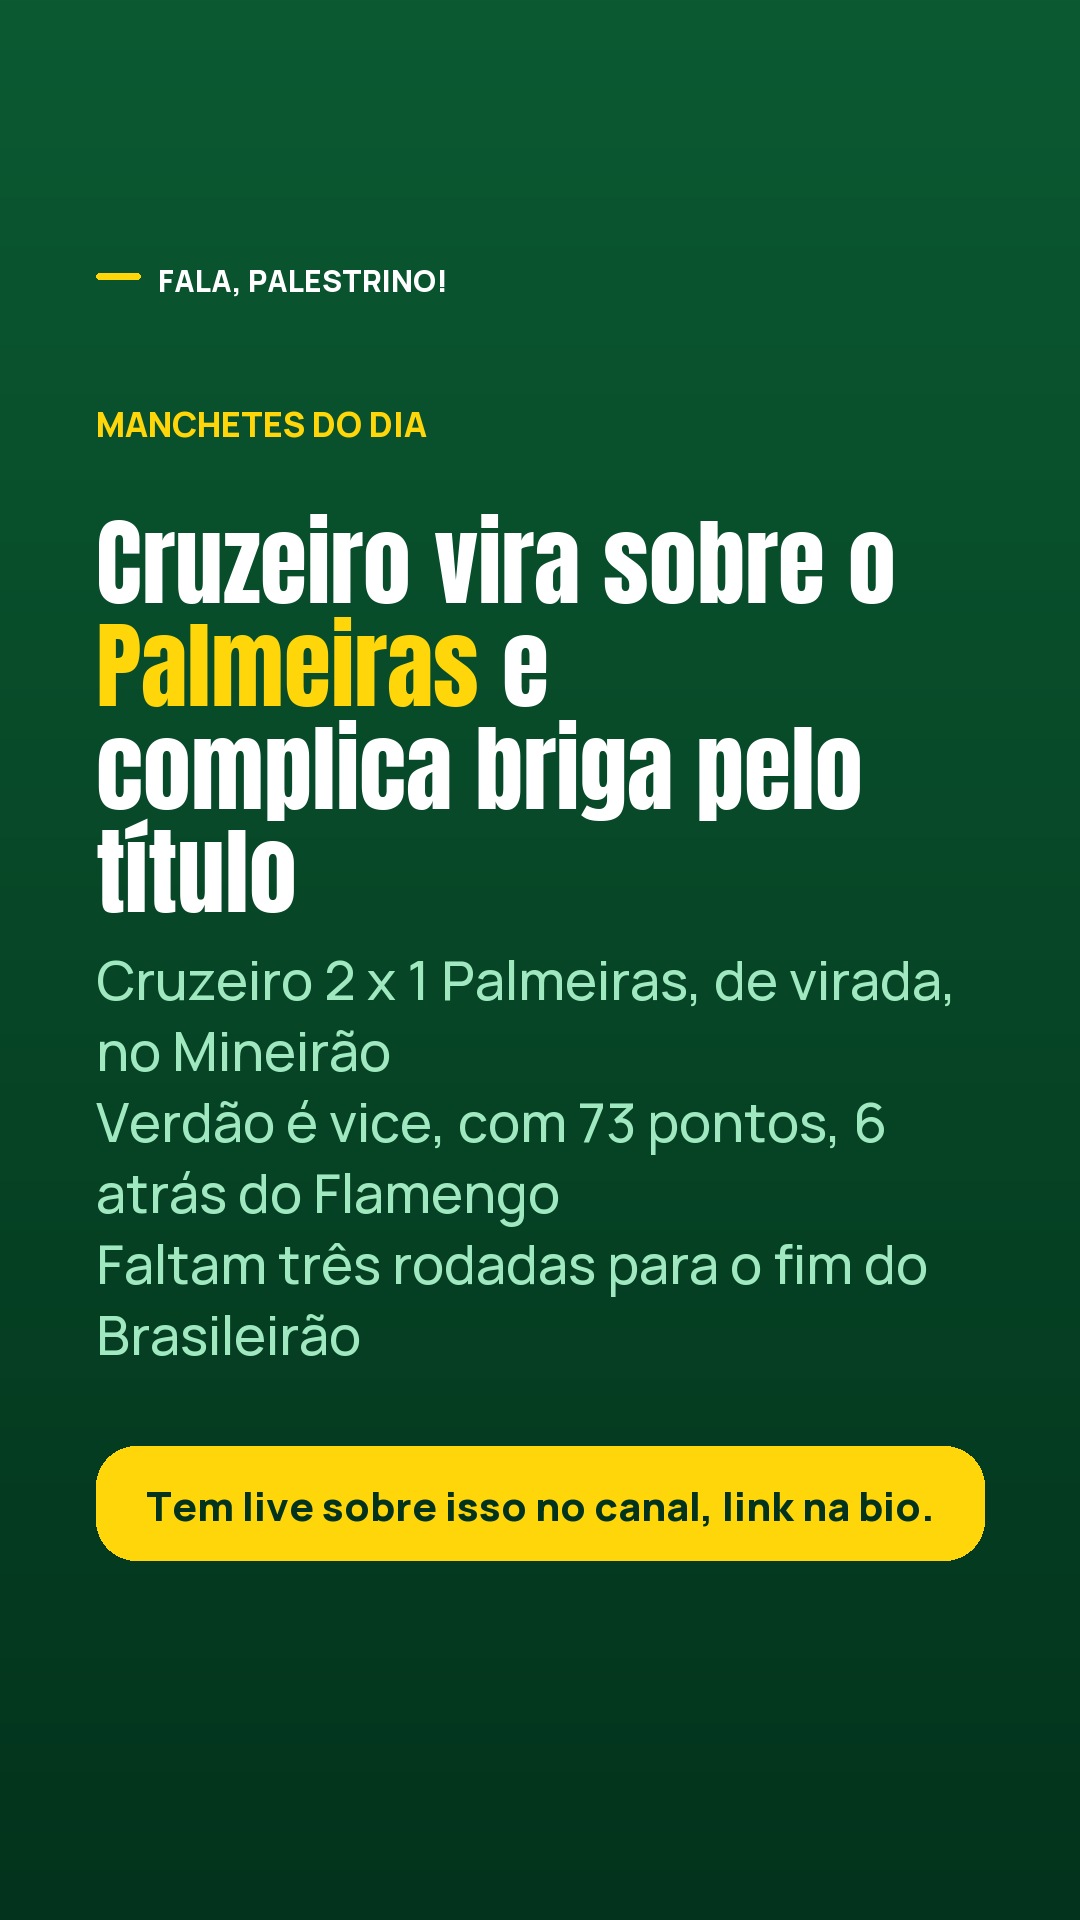 FALA, PALESTRINO!
MANCHETES DO DIA
Cruzeiro vira sobre o
Palmeiras e
complica briga pelo
título
Cruzeiro 2 x 1 Palmeiras, de virada,
no Mineirão
Verdão é vice, com 73 pontos, 6
atrás do Flamengo
Faltam três rodadas para o fim do
Brasileirão
Tem live sobre isso no canal, link na bio.